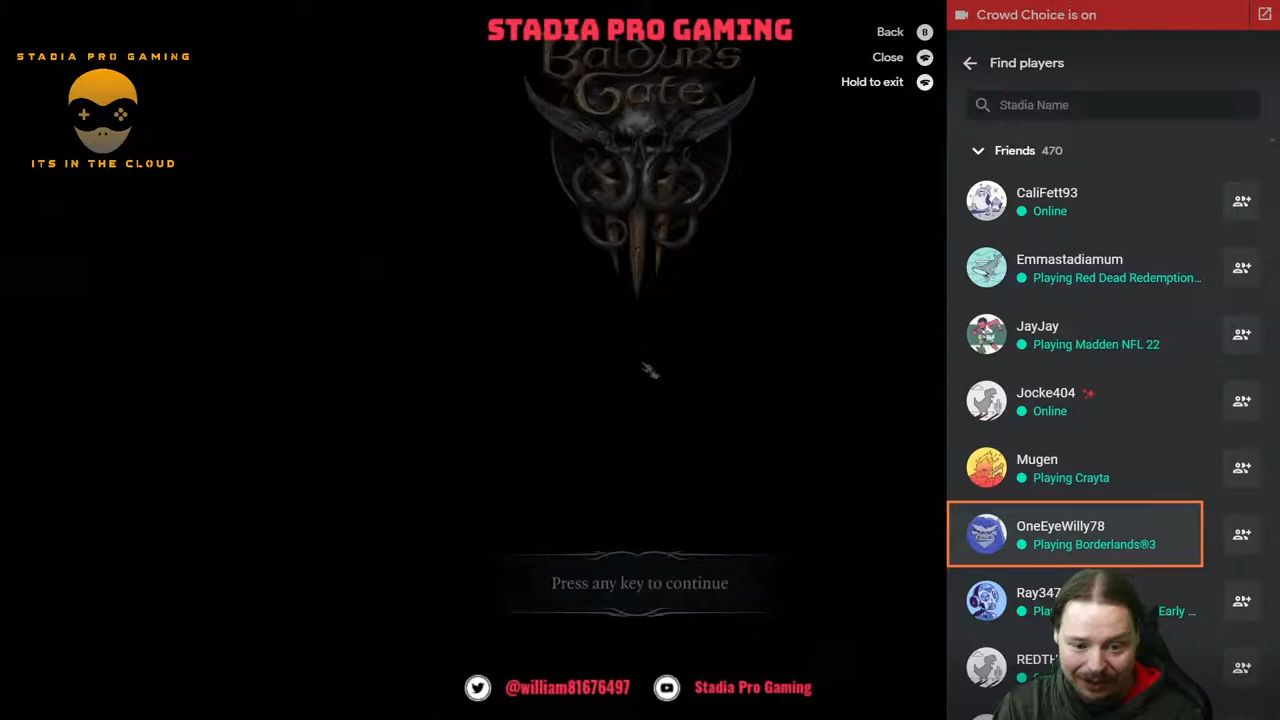 STADIA PRO GAMING
ITS IN THE CLOUD
STADIA PRO GAMING
Baldur's
Gate
Press any key to continue
@william81676497
Stadia Pro Gaming
Back B
Close
Hold to exit
Crowd Choice is on
Find players
Stadia Name
Friends 470
CaliFett93
Online
Emmastadiamum
Playing Red Dead Redemption...
JayJay
Playing Madden NFL 22
Jocke404
Online
Mugen
Playing Crayta
OneEyeWilly78
Playing Borderlands®3
Ray347
Early ...